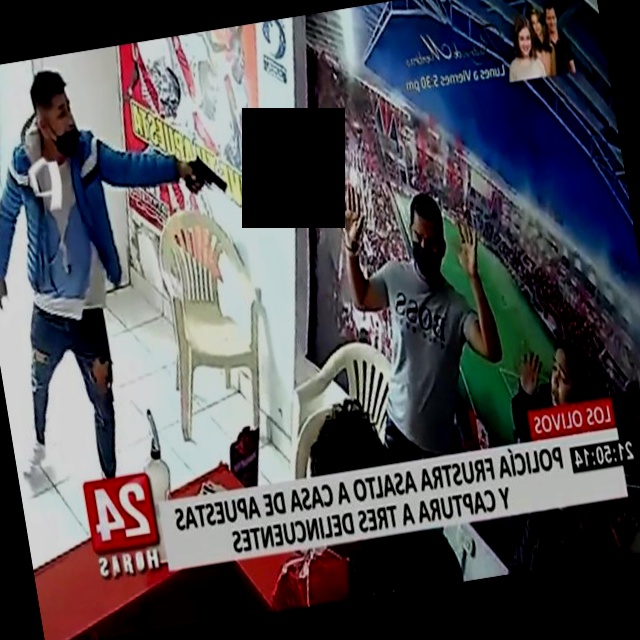 Lunes a Viernes 5:30 pm
BOSS
LOS OLIVOS
21:50:14
POLICÍA FRUSTRA ASALTO A CASA DE APUESTAS
Y CAPTURA A TRES DELINCUENTES
24
HORAS